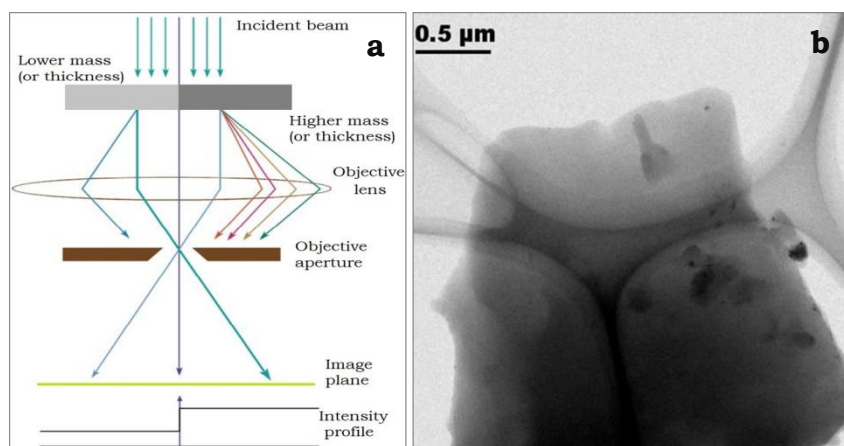 Incident beam
a
Lower mass
(or thickness)
Higher mass
(or thickness)
Objective
lens
Objective
aperture
Image
plane
Intensity
profile
0.5 µm
b